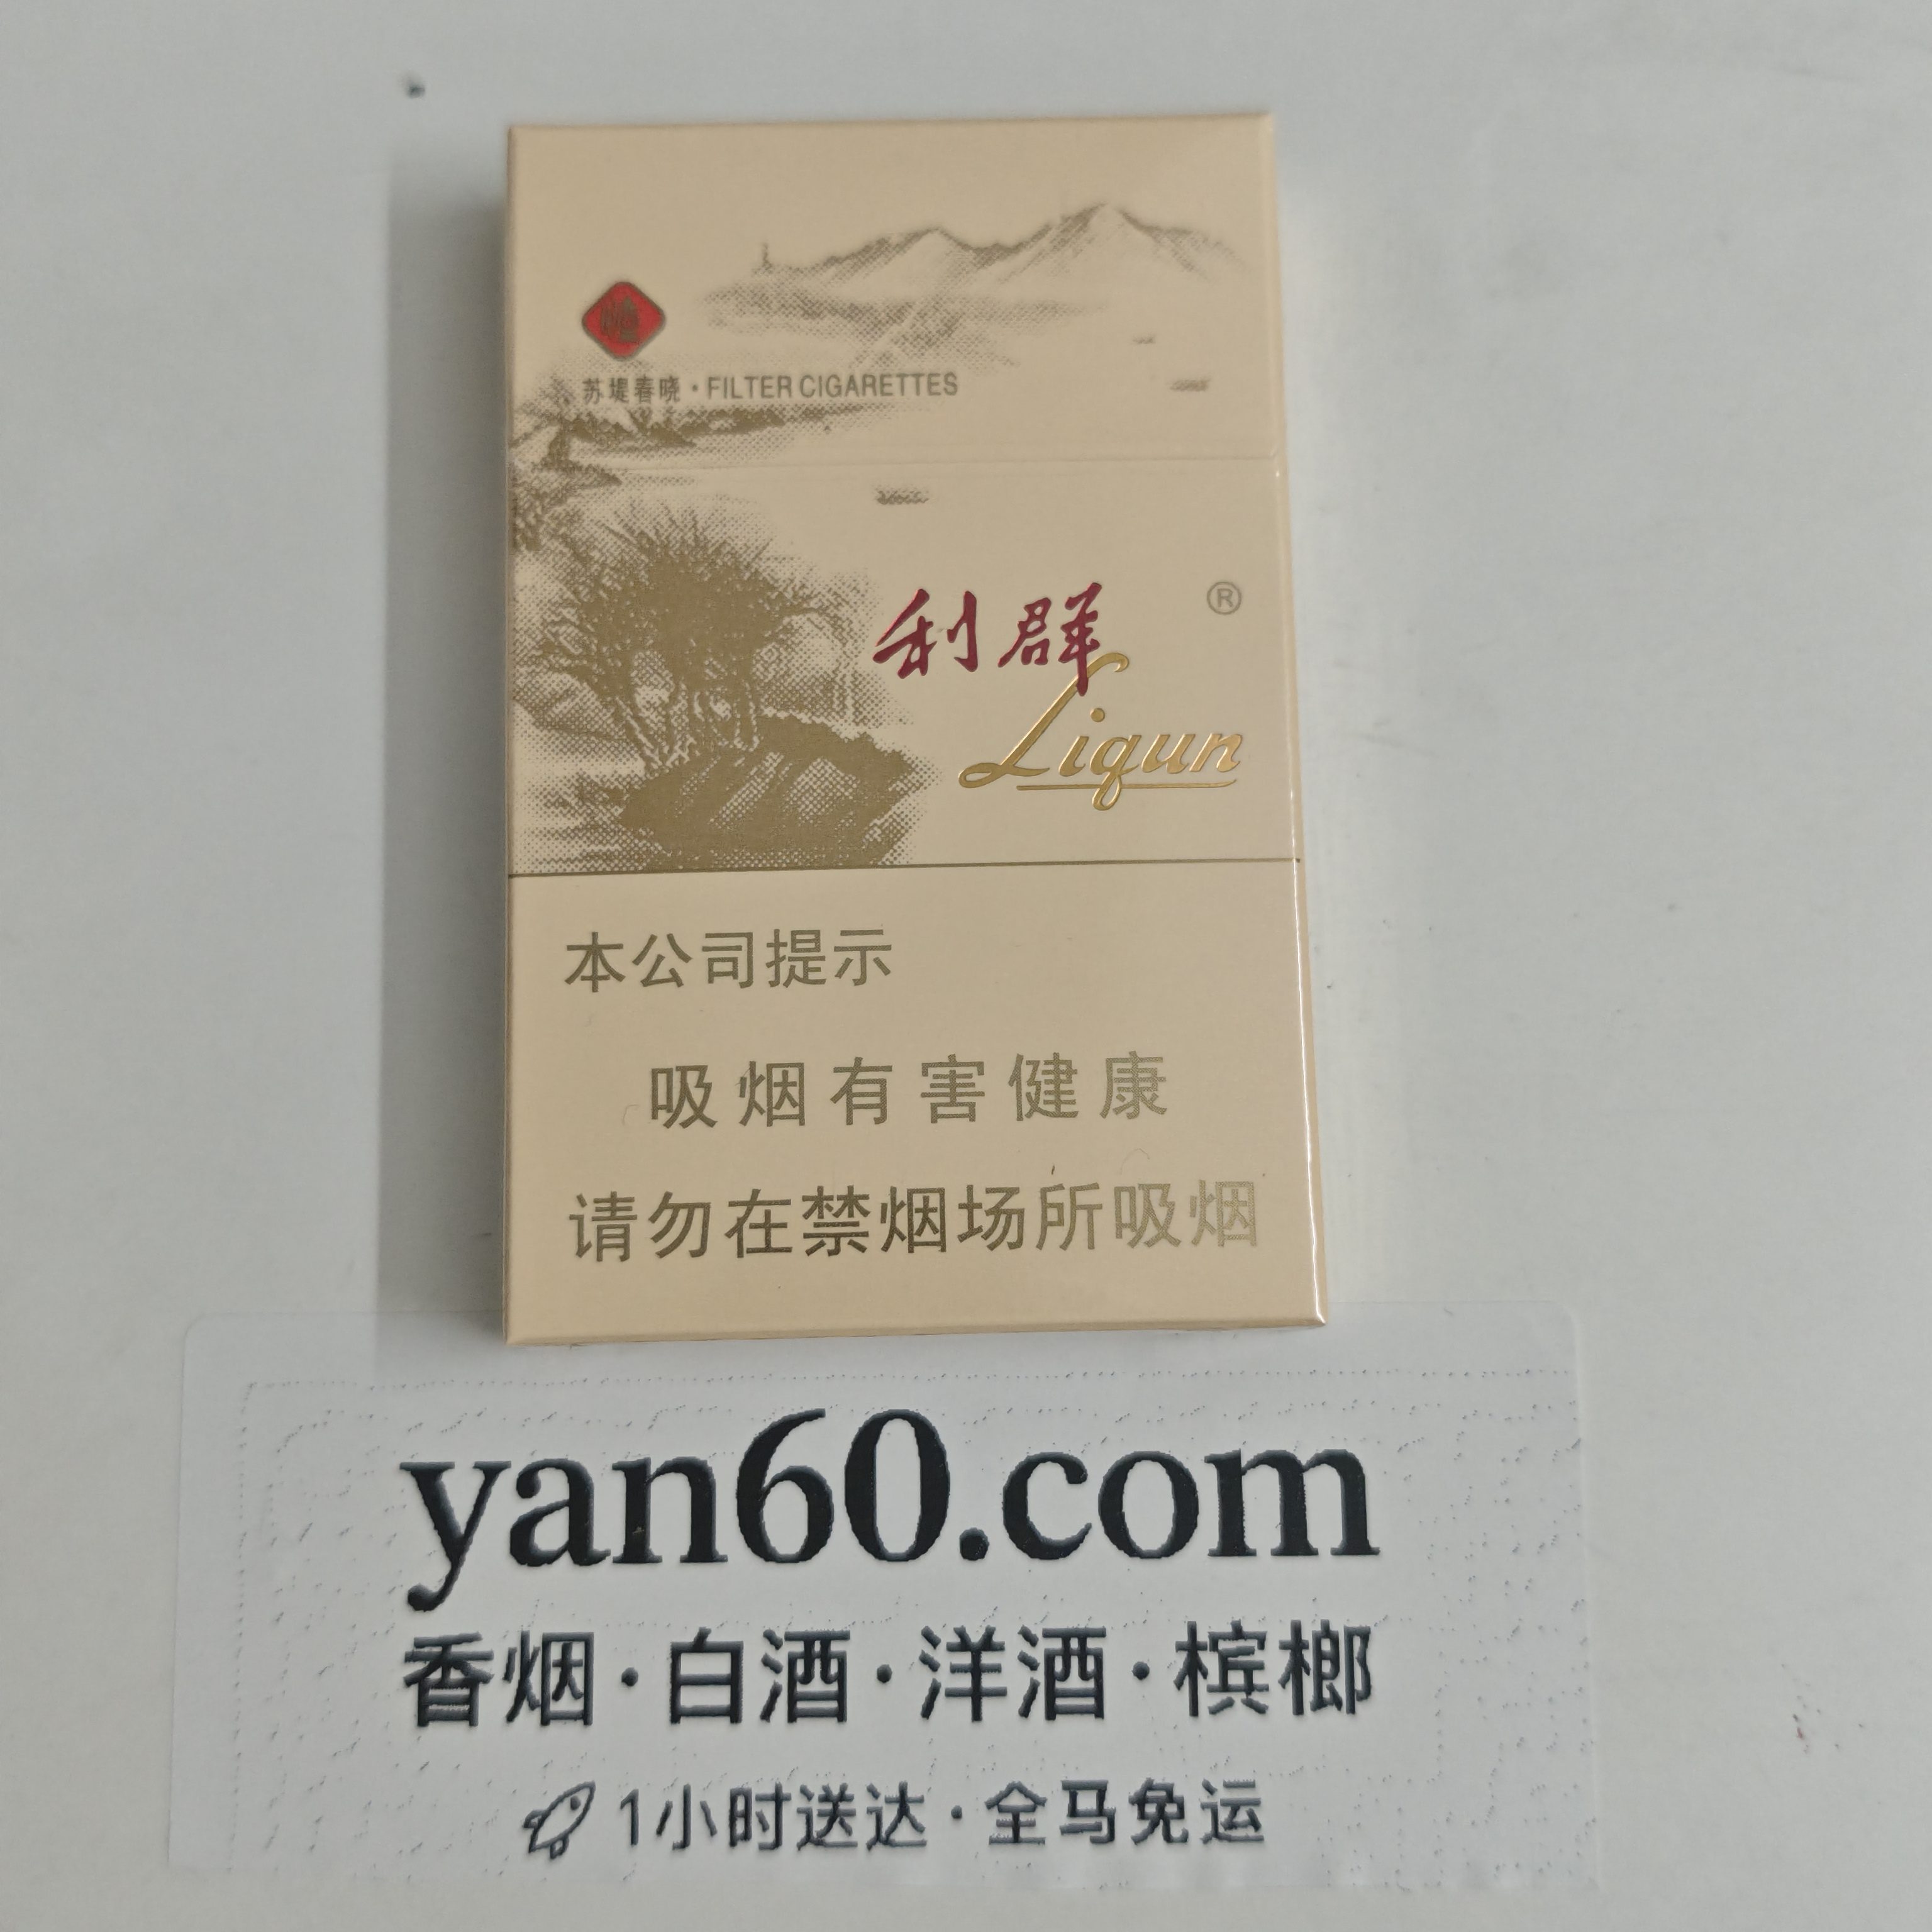 苏堤春晓·FILTER CIGARETTES
利群 ®
Liqun
本公司提示
吸烟有害健康
请勿在禁烟场所吸烟
yan60.com
香烟·白酒·洋酒·槟榔
1小时送达·全马免运